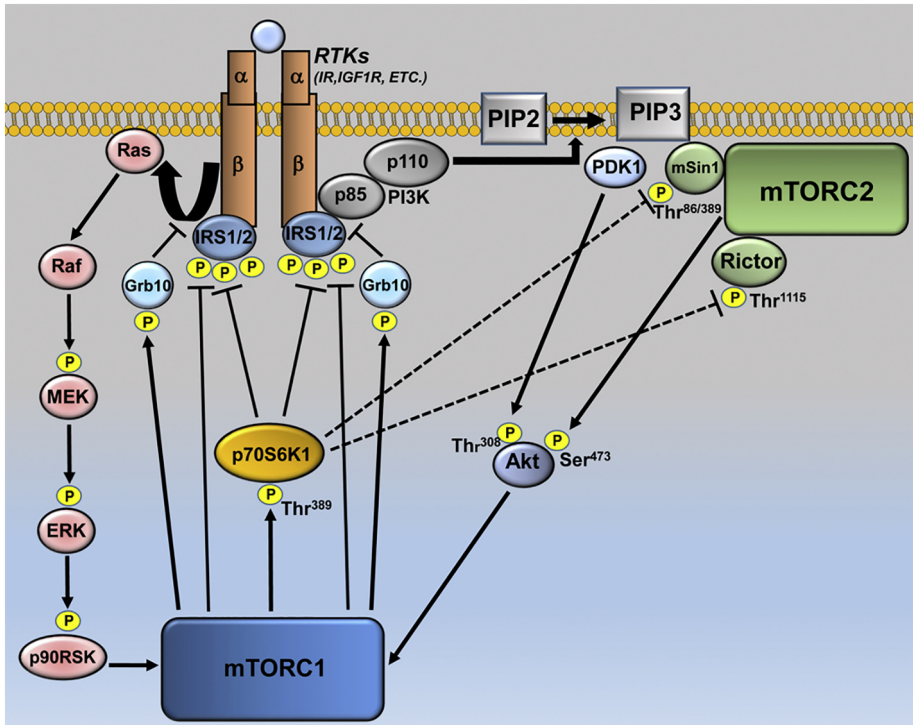 RTKs
(IR,IGF1R, ETC.)
α
α
β
β
PIP2
PIP3
Ras
p110
p85
PI3K
PDK1
mSin1
P
Thr86/389
mTORC2
IRS1/2
IRS1/2
P
P
P
P
P
P
Raf
Grb10
Grb10
P
P
Rictor
P
Thr1115
P
MEK
p70S6K1
P
Thr389
Thr308
P
P
Akt
Ser473
P
ERK
P
p90RSK
mTORC1